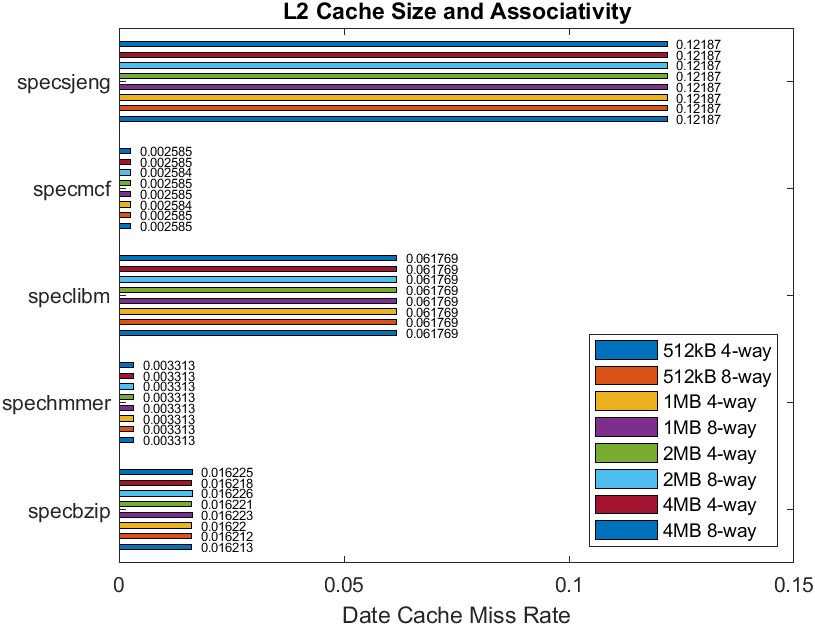 L2 Cache Size and Associativity
specsjeng
0.12187
0.12187
0.12187
0.12187
0.12187
0.12187
0.12187
0.12187
specmcf
0.002585
0.002585
0.002584
0.002585
0.002585
0.002584
0.002585
0.002585
speclibm
0.061769
0.061769
0.061769
0.061769
0.061769
0.061769
0.061769
0.061769
spechmmer
0.003313
0.003313
0.003313
0.003313
0.003313
0.003313
0.003313
0.003313
specbzip
0.016225
0.016218
0.016226
0.016221
0.016223
0.01622
0.016212
0.016213
512kB 4-way
512kB 8-way
1MB 4-way
1MB 8-way
2MB 4-way
2MB 8-way
4MB 4-way
4MB 8-way
0 0.05 0.1 0.15
Date Cache Miss Rate